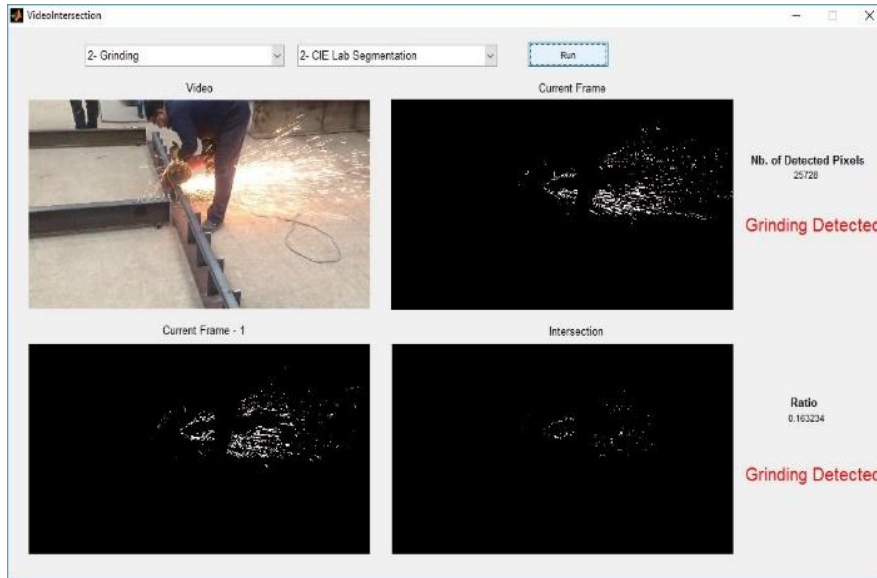 VideoIntersection
2- Grinding
2- CIE Lab Segmentation
Run
Video
Current Frame
Nb. of Detected Pixels
25728
Grinding Detected
Current Frame - 1
Intersection
Ratio
0.163234
Grinding Detected